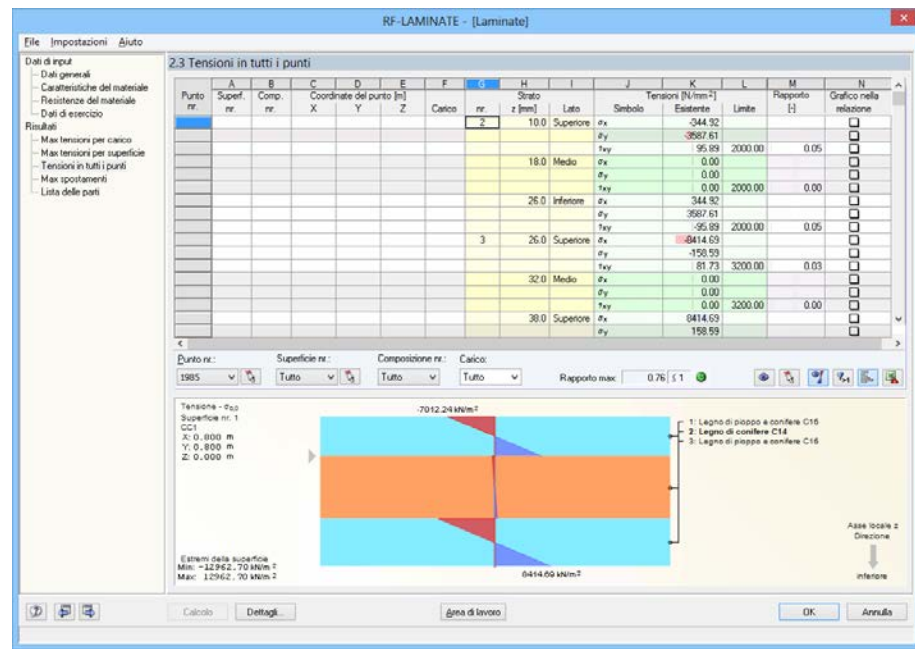 RF-LAMINATE - [Laminate]
File Impostazioni Aiuto
Dati di input
Dati generali
Caratteristiche del materiale
Resistenze del materiale
Dati di esercizio
Risultati
Max tensioni per carico
Max tensioni per superficie
Tensioni in tutti i punti
Max spostamenti
Lista delle parti
2.3 Tensioni in tutti i punti
A B C D E F G H I J K L M N
Punto Superf. Comp. Coordinate del punto [m] Strato Tensioni [N/mm²] Rapporto Grafico nella
nr. nr. nr. X Y Z Carico nr. z [mm] Lato Simbolo Esistente Limite [-] relazione
2 10.0 Superiore σx -344.92
σy -3587.61
τxy 95.89 2000.00 0.05
18.0 Medio σx 0.00
σy 0.00
τxy 0.00 2000.00 0.00
26.0 Inferiore σx 344.92
σy 3587.61
τxy -95.89 2000.00 0.05
3 26.0 Superiore σx -8414.69
σy -158.59
τxy 81.73 3200.00 0.03
32.0 Medio σx 0.00
σy 0.00
τxy 0.00 3200.00 0.00
38.0 Superiore σx 8414.69
σy 158.59
Punto nr.: Superficie nr.: Composizione nr.: Carico:
1985 Tutto Tutto Tutto Rapporto max: 0.76 ≤ 1
Tensione - σb,0
Superficie nr. 1
CC1
X: 0.800 m
Y: 0.800 m
Z: 0.000 m
-7012.24 kN/m²
1: Legno di pioppo e conifere C16
2: Legno di conifere C14
3: Legno di pioppo e conifere C16
Asse locale z
Direzione
inferiore
Estremi della superficie
Min: -12962.70 kN/m²
Max: 12962.70 kN/m²
8414.69 kN/m²
Calcolo Dettagli... Area di lavoro OK Annulla